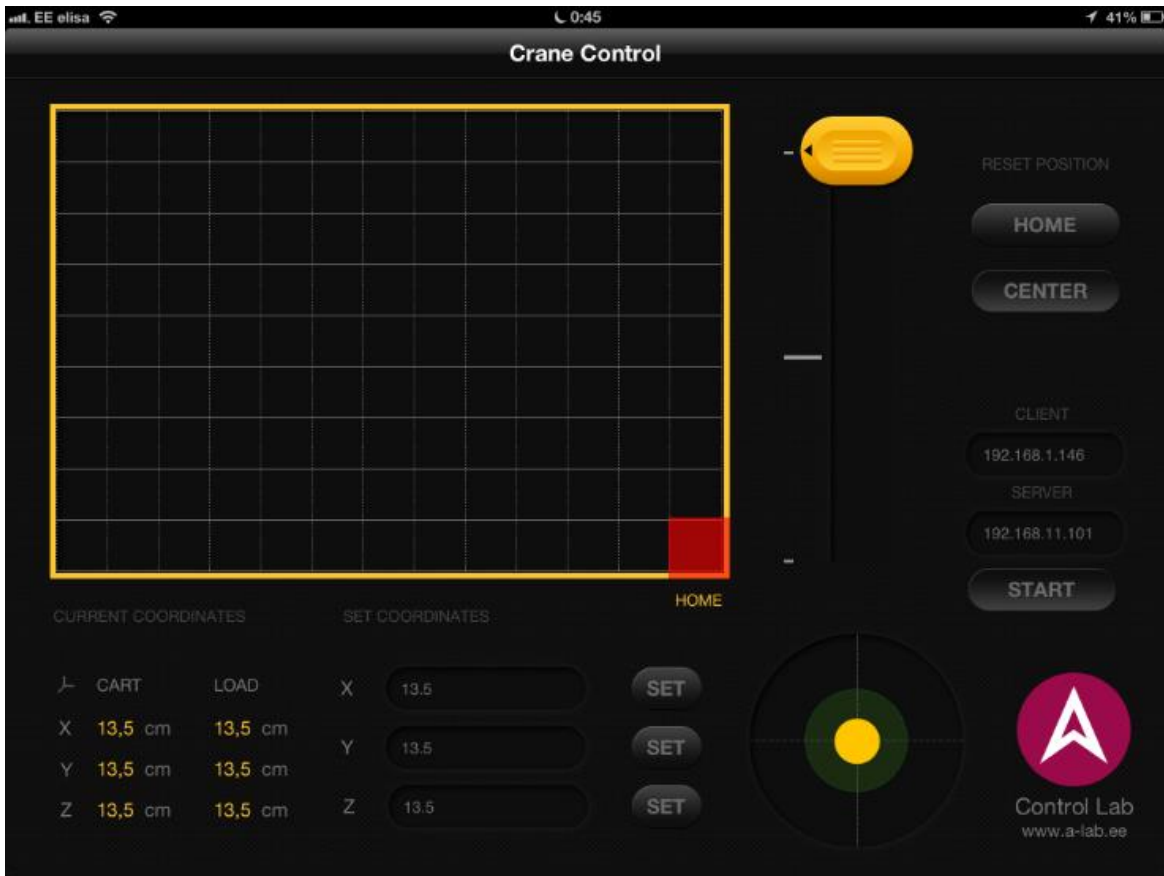 EE elisa 0:45 41%
Crane Control
RESET POSITION
HOME
CENTER
CLIENT
192.168.1.146
SERVER
192.168.11.101
START
HOME
CURRENT COORDINATES SET COORDINATES
CART LOAD
X 13,5 cm 13,5 cm
Y 13,5 cm 13,5 cm
Z 13,5 cm 13,5 cm
X 13.5 SET
Y 13.5 SET
Z 13.5 SET
Control Lab
www.a-lab.ee